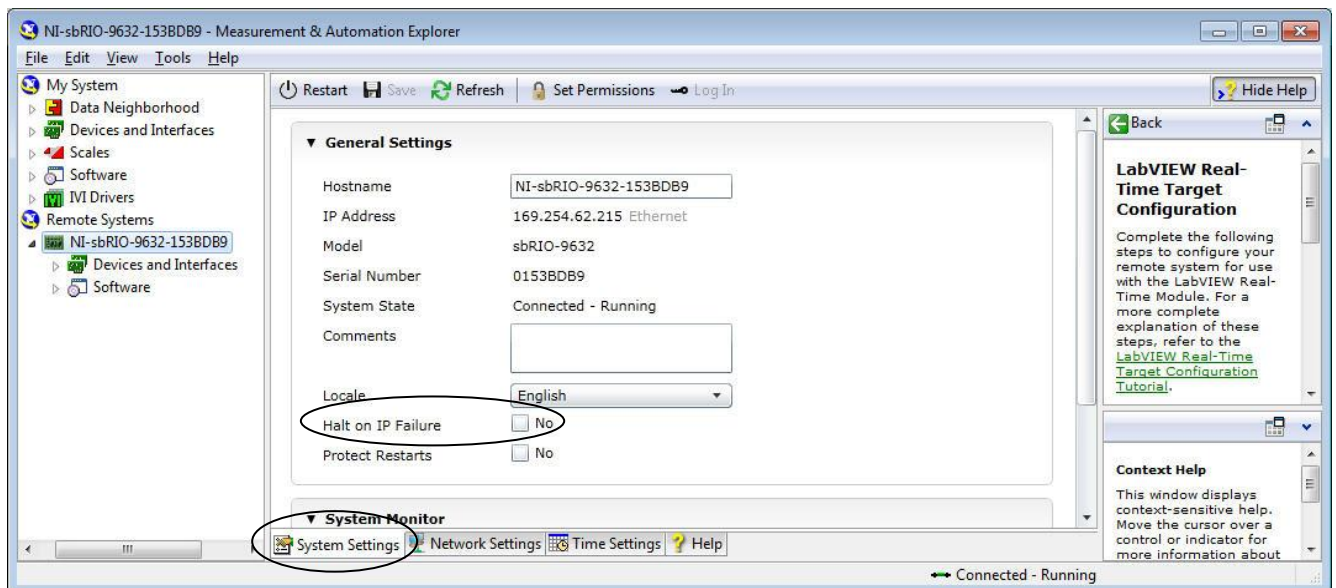 NI-sbRIO-9632-153BDB9 - Measurement & Automation Explorer
File Edit View Tools Help
My System
Data Neighborhood
Devices and Interfaces
Scales
Software
IVI Drivers
Remote Systems
NI-sbRIO-9632-153BDB9
Devices and Interfaces
Software
Restart Save Refresh Set Permissions Log In Hide Help
General Settings
Hostname NI-sbRIO-9632-153BDB9
IP Address 169.254.62.215 Ethernet
Model sbRIO-9632
Serial Number 0153BDB9
System State Connected - Running
Comments
Locale English
Halt on IP Failure No
Protect Restarts No
System Monitor
System Settings Network Settings Time Settings Help
Back
LabVIEW Real-
Time Target
Configuration
Complete the following
steps to configure your
remote system for use
with the LabVIEW Real-
Time Module. For a
more complete
explanation of these
steps, refer to the
LabVIEW Real-Time
Target Configuration
Tutorial.
Context Help
This window displays
context-sensitive help.
Move the cursor over a
control or indicator for
more information about
Connected - Running